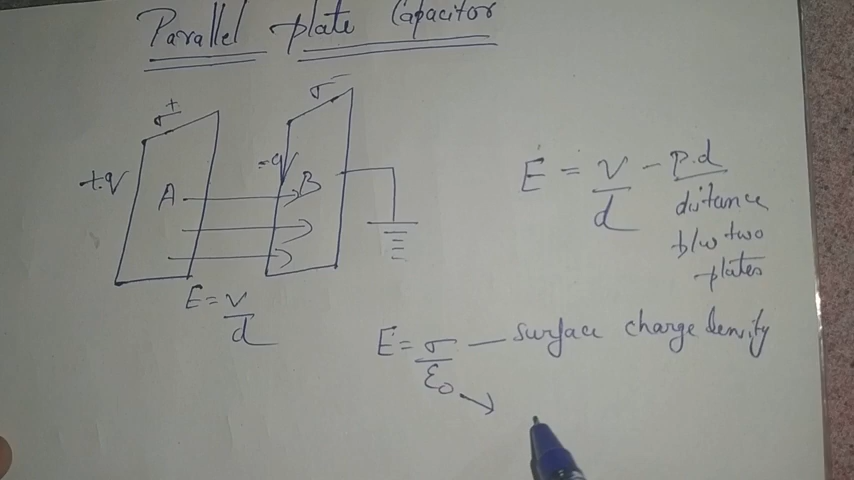 Parallel plate Capacitor
σ+
σ-
+q
-q
A
B
E = V/d
E = V/d - p.d
distance
b/w two
plates
E = σ/ε0 — surface charge density